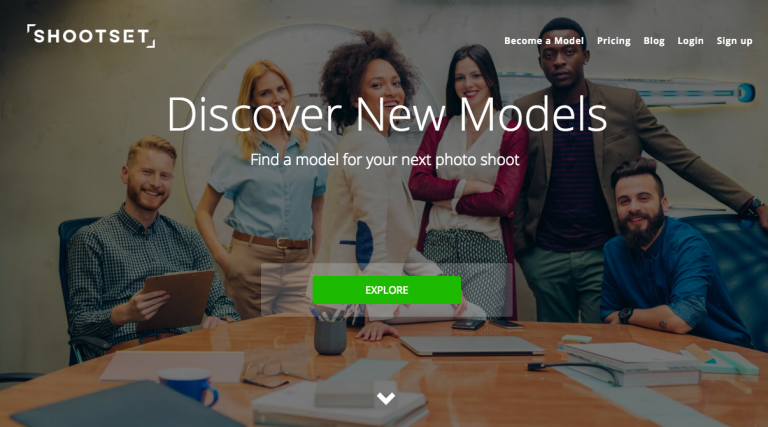 SHOOTSET
Become a Model Pricing Blog Login Sign up
Discover New Models
Find a model for your next photo shoot
EXPLORE